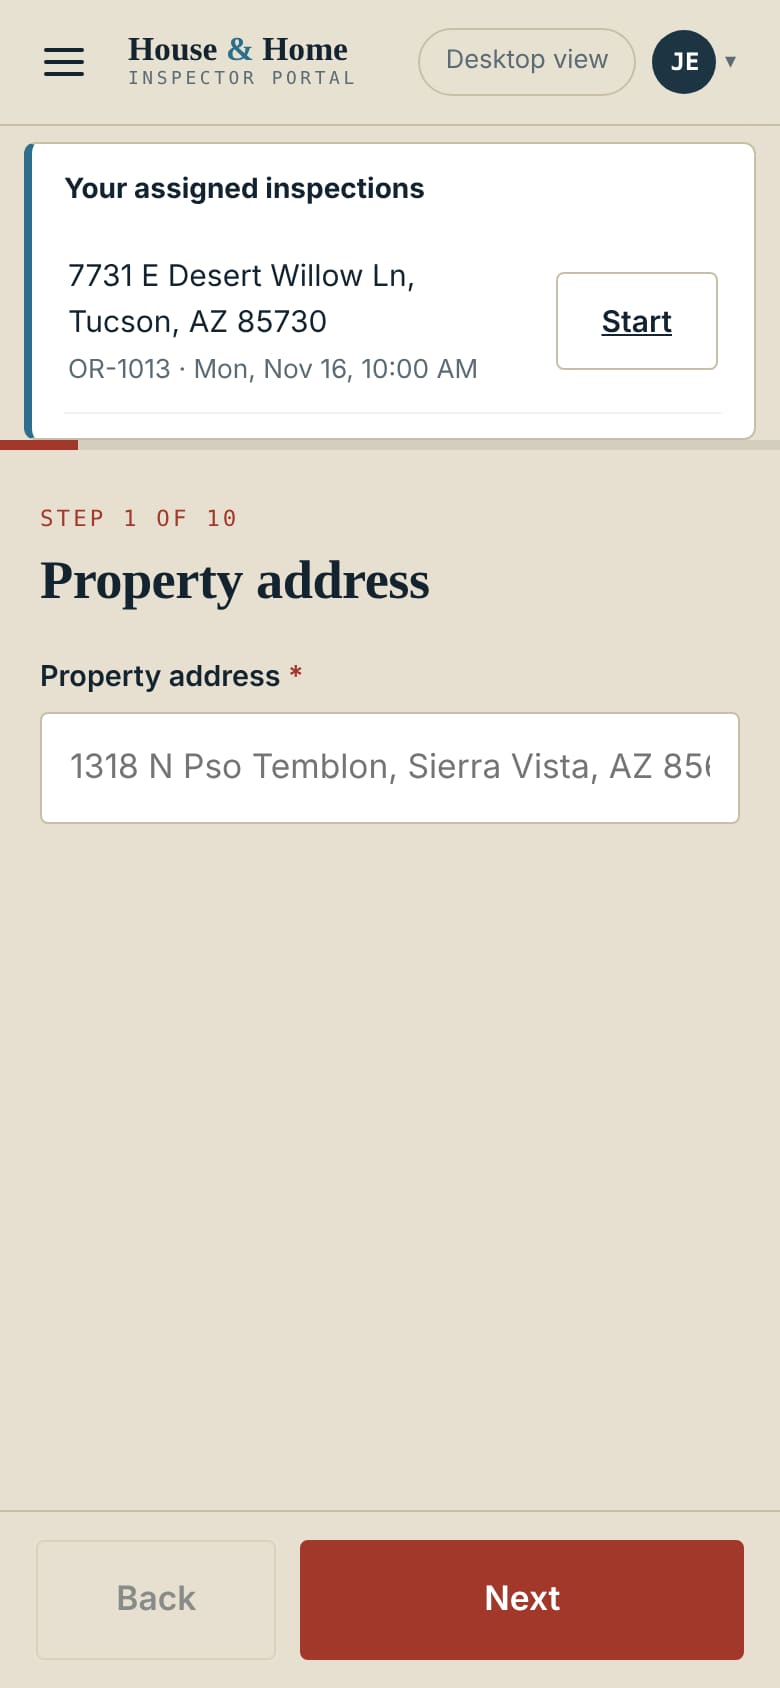 House & Home
INSPECTOR PORTAL
Desktop view
JE
Your assigned inspections
7731 E Desert Willow Ln,
Tucson, AZ 85730
OR-1013 · Mon, Nov 16, 10:00 AM
Start
STEP 1 OF 10
Property address
Property address *
1318 N Pso Temblon, Sierra Vista, AZ 85
Back
Next